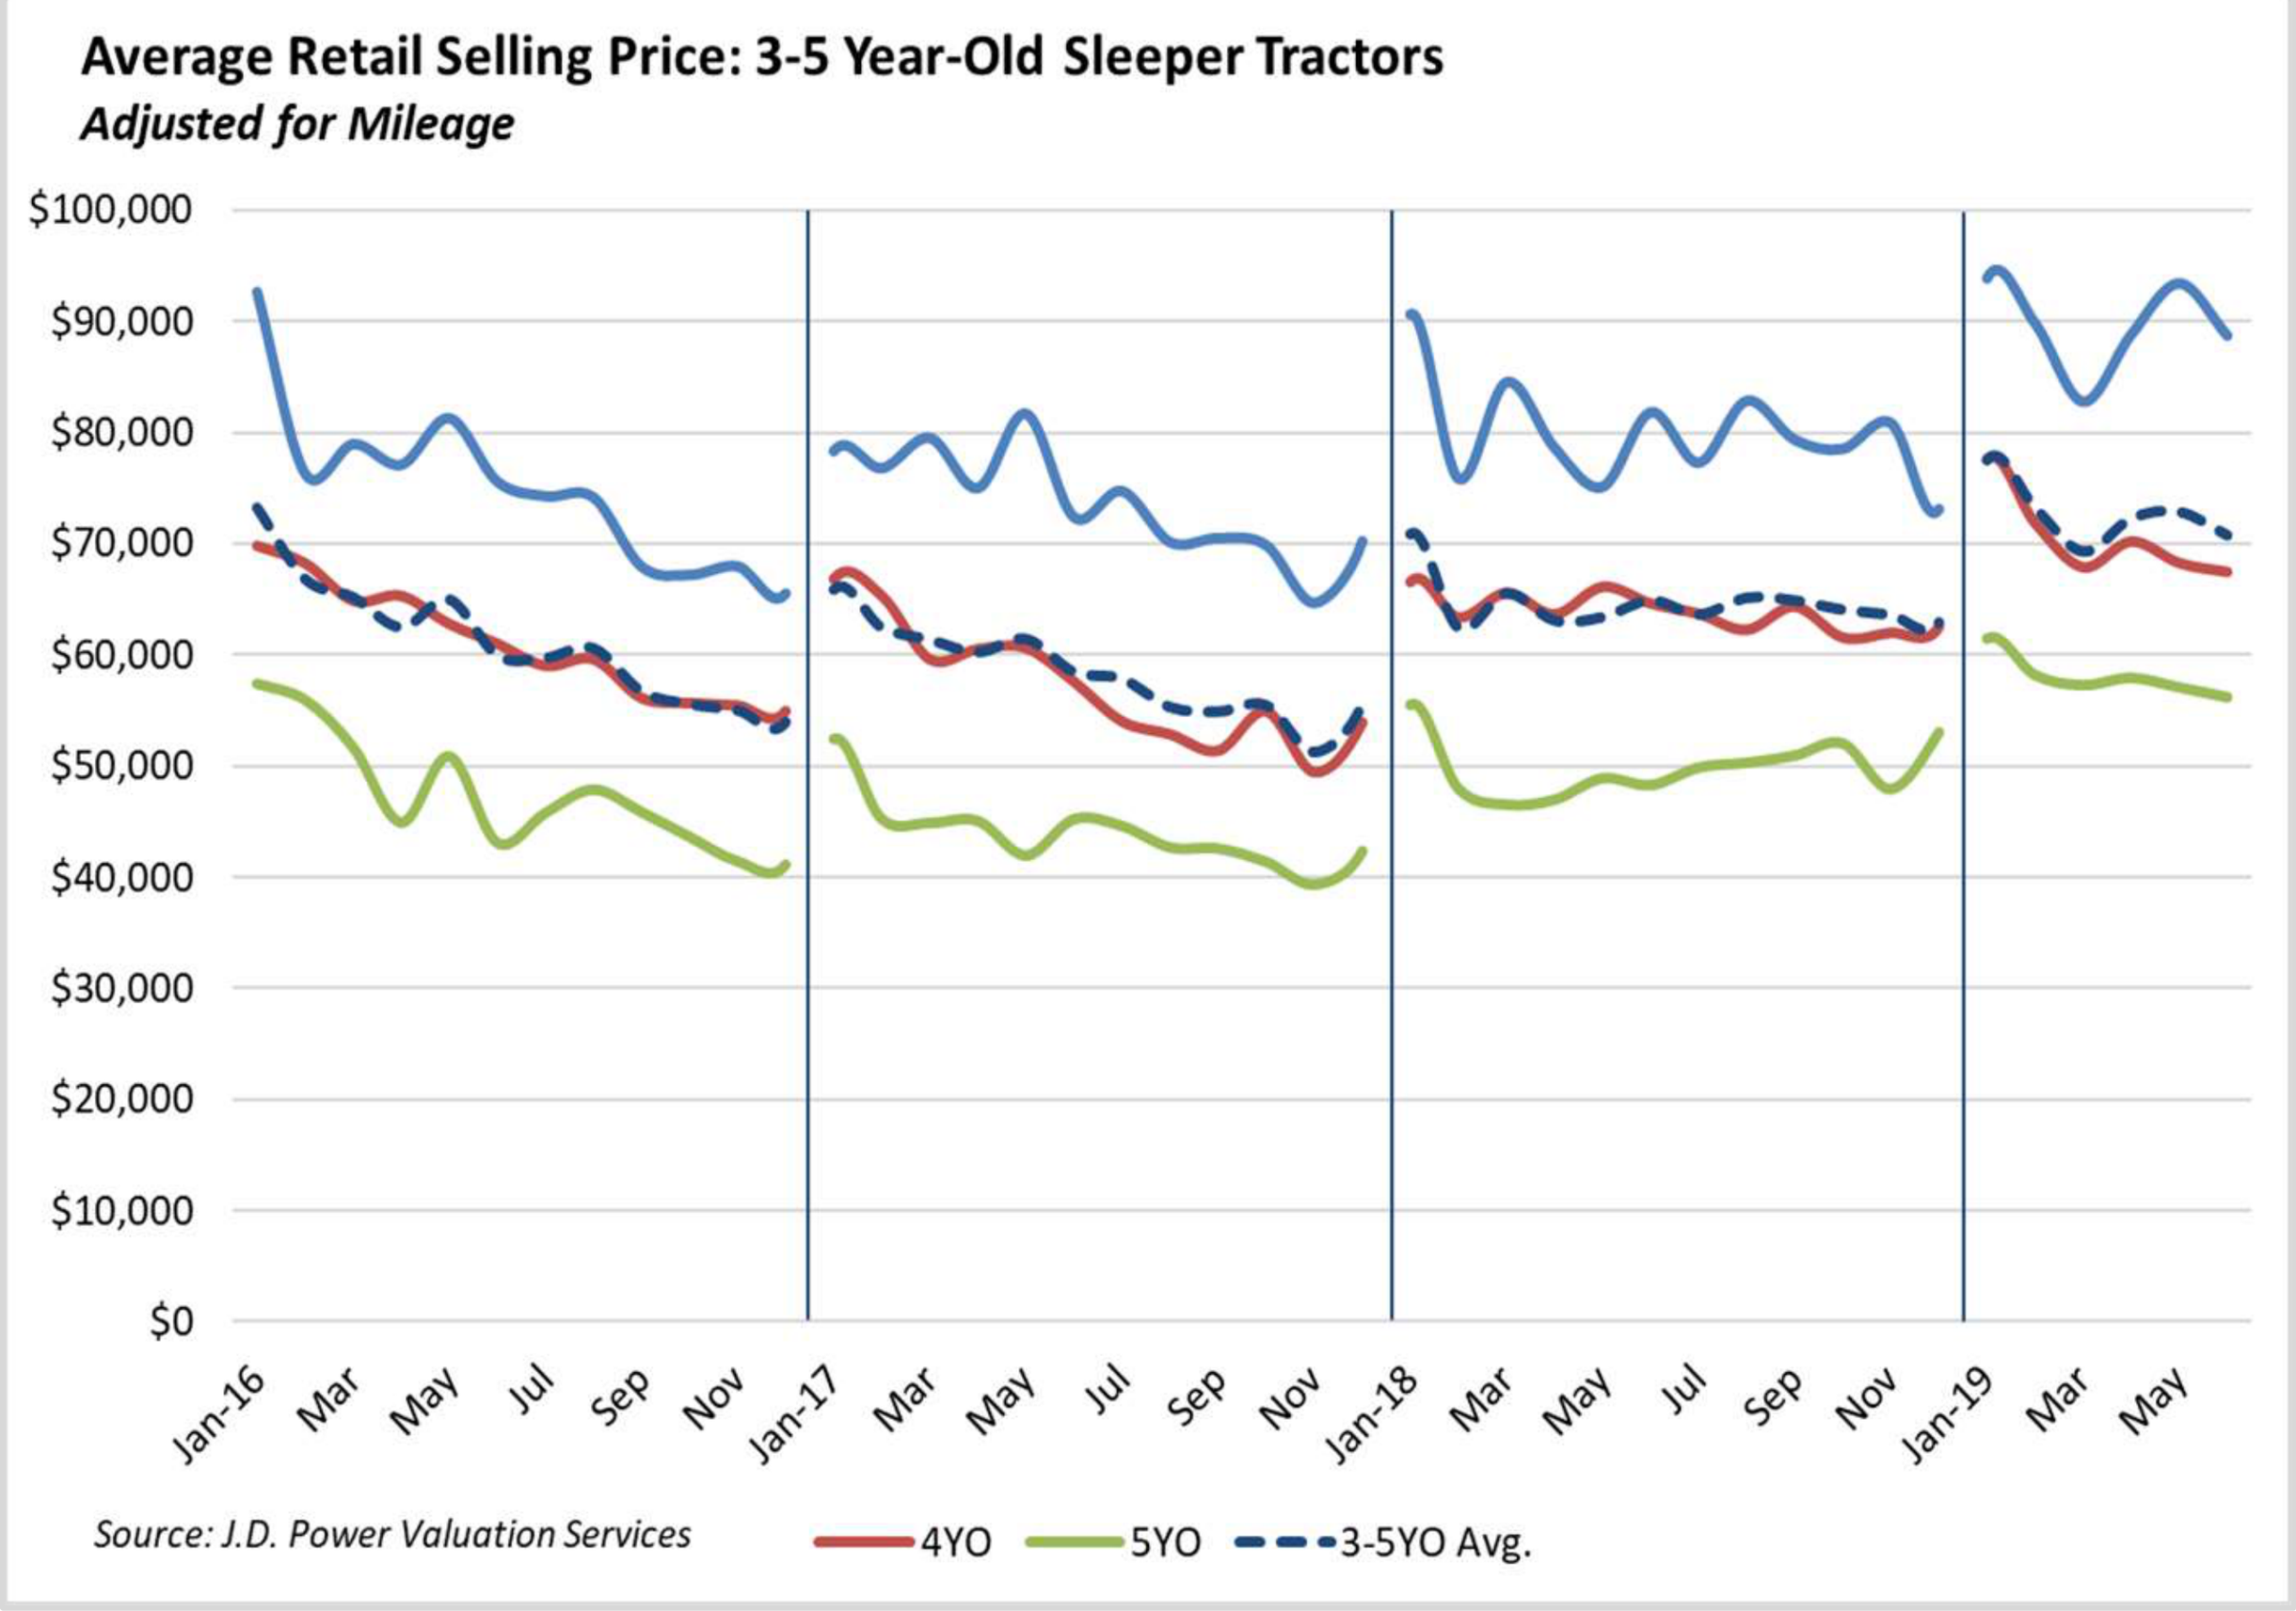 Average Retail Selling Price: 3-5 Year-Old Sleeper Tractors
Adjusted for Mileage
$100,000
$90,000
$80,000
$70,000
$60,000
$50,000
$40,000
$30,000
$20,000
$10,000
$0
Jan-16 Mar May Jul Sep Nov Jan-17 Mar May Jul Sep Nov Jan-18 Mar May Jul Sep Nov Jan-19 Mar May
Source: J.D. Power Valuation Services 4YO 5YO 3-5YO Avg.